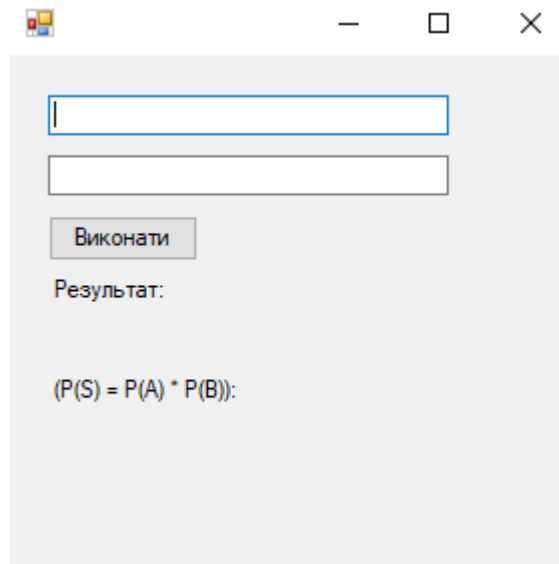 Виконати
Результат:
(P(S) = P(A) * P(B)):